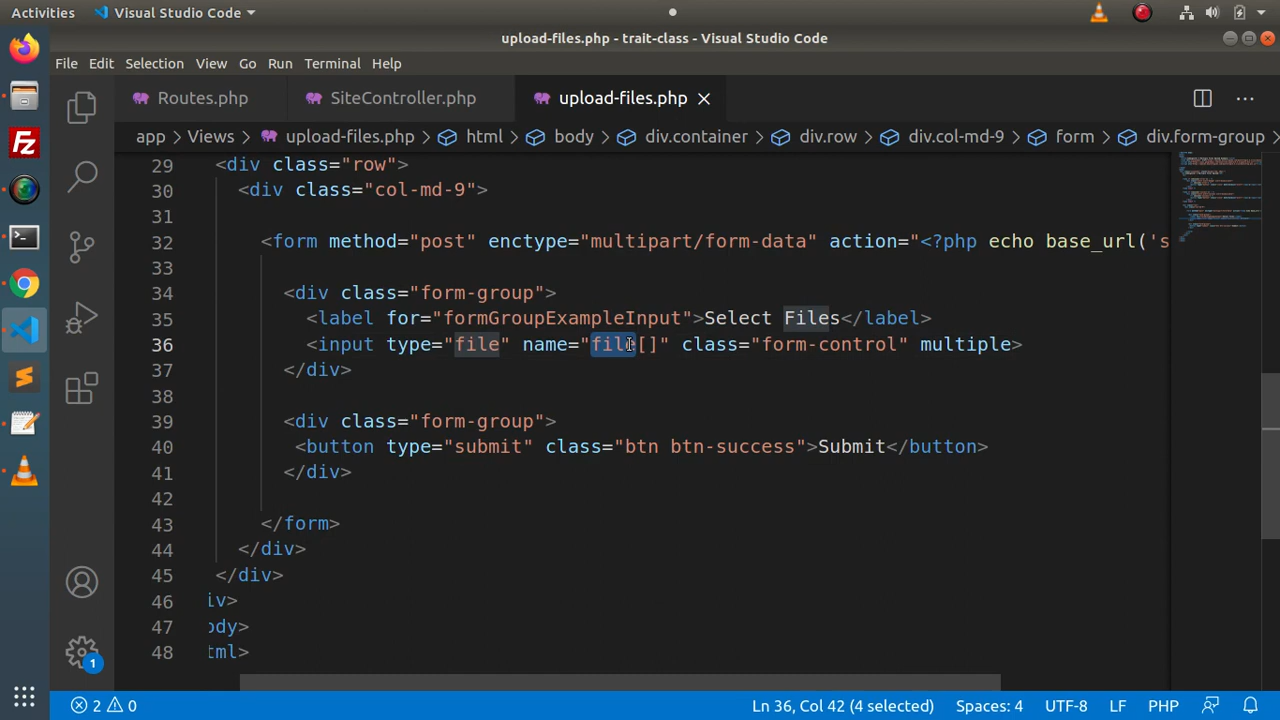 Activities Visual Studio Code
upload-files.php - trait-class - Visual Studio Code
File Edit Selection View Go Run Terminal Help
Routes.php SiteController.php upload-files.php
app > Views > upload-files.php > html > body > div.container > div.row > div.col-md-9 > form > div.form-group
29 <div class="row">
30 <div class="col-md-9">
31
32 <form method="post" enctype="multipart/form-data" action="<?php echo base_url('s
33
34 <div class="form-group">
35 <label for="formGroupExampleInput">Select Files</label>
36 <input type="file" name="file[]" class="form-control" multiple>
37 </div>
38
39 <div class="form-group">
40 <button type="submit" class="btn btn-success">Submit</button>
41 </div>
42
43 </form>
44 </div>
45 </div>
46 iv>
47 ody>
48 tml>
1
2 0 Ln 36, Col 42 (4 selected) Spaces: 4 UTF-8 LF PHP